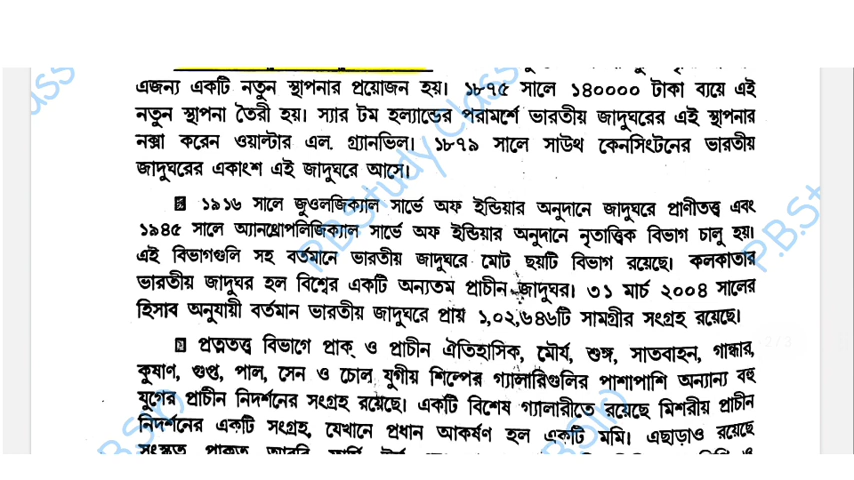 এজন্য একটি নতুন স্থাপনার প্রয়োজন হয়। ১৮৭৫ সালে ১৪০০০০ টাকা ব্যয়ে এই
নতুন স্থাপনা তৈরী হয়। স্যার টম হল্যান্ডের পরামর্শে ভারতীয় জাদুঘরের এই স্থাপনার
নক্সা করেন ওয়াল্টার এল. গ্র্যানভিল। ১৮৭৯ সালে সাউথ কেনসিংটনের ভারতীয়
জাদুঘরের একাংশ এই জাদুঘরে আসে।
১৯১৬ সালে জুওলজিক্যাল সার্ভে অফ ইন্ডিয়ার অনুদানে জাদুঘরে প্রাণীতত্ত্ব এবং
১৯৪৫ সালে অ্যানথ্রোপলিজিক্যাল সার্ভে অফ ইন্ডিয়ার অনুদানে নৃতাত্ত্বিক বিভাগ চালু হয়।
এই বিভাগগুলি সহ বর্তমানে ভারতীয় জাদুঘরে মোট ছয়টি বিভাগ রয়েছে। কলকাতার
ভারতীয় জাদুঘর হল বিশ্বের একটি অন্যতম প্রাচীন জাদুঘর। ৩১ মার্চ ২০০৪ সালের
হিসাব অনুযায়ী বর্তমান ভারতীয় জাদুঘরে প্রায় ১,০২,৬৪৬টি সামগ্রীর সংগ্রহ রয়েছে।
প্রত্নতত্ত্ব বিভাগে প্রাক্ ও প্রাচীন ঐতিহাসিক, মৌর্য, শুঙ্গ, সাতবাহন, গান্ধার,
কুষাণ, গুপ্ত, পাল, সেন ও চোল যুগীয় শিল্পের গ্যালারিগুলির পাশাপাশি অন্যান্য বহু
যুগের প্রাচীন নিদর্শনের সংগ্রহ রয়েছে। একটি বিশেষ গ্যালারীতে রয়েছে মিশরীয় প্রাচীন
নিদর্শনের একটি সংগ্রহ, যেখানে প্রধান আকর্ষণ হল একটি মমি। এছাড়াও রয়েছে
P.B.Study Class